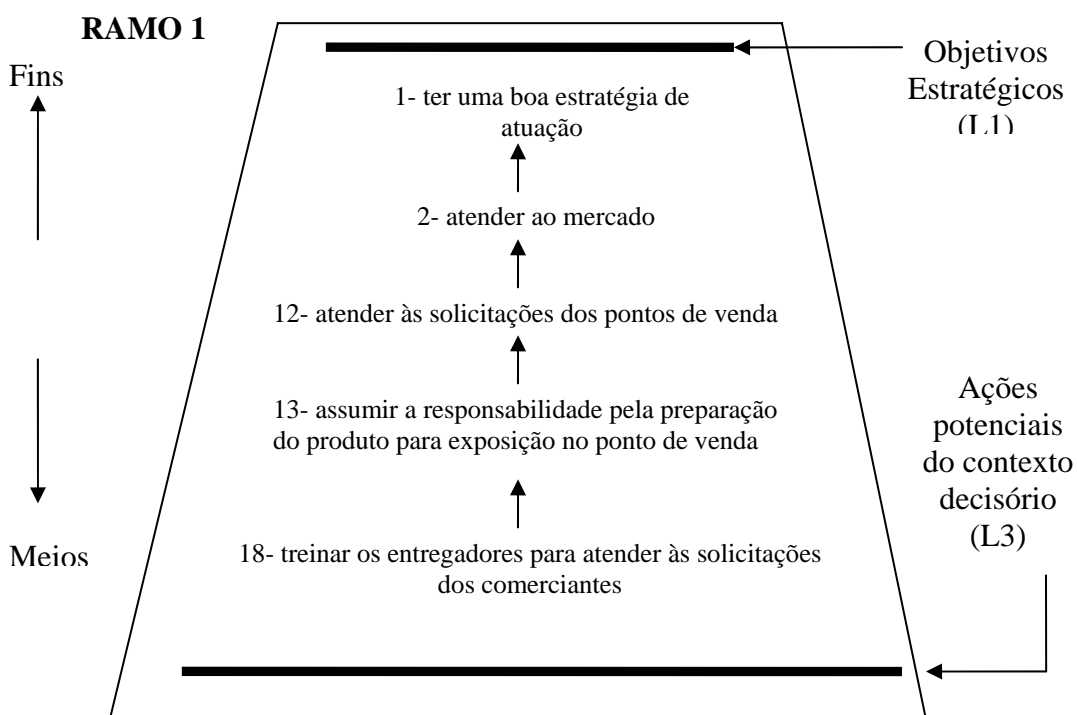 RAMO 1
Fins
Objetivos
Estratégicos
(L1)
1- ter uma boa estratégia de
atuação
2- atender ao mercado
12- atender às solicitações dos pontos de venda
13- assumir a responsabilidade pela preparação
do produto para exposição no ponto de venda
Ações
potenciais
do contexto
decisório
(L3)
Meios
18- treinar os entregadores para atender às solicitações
dos comerciantes